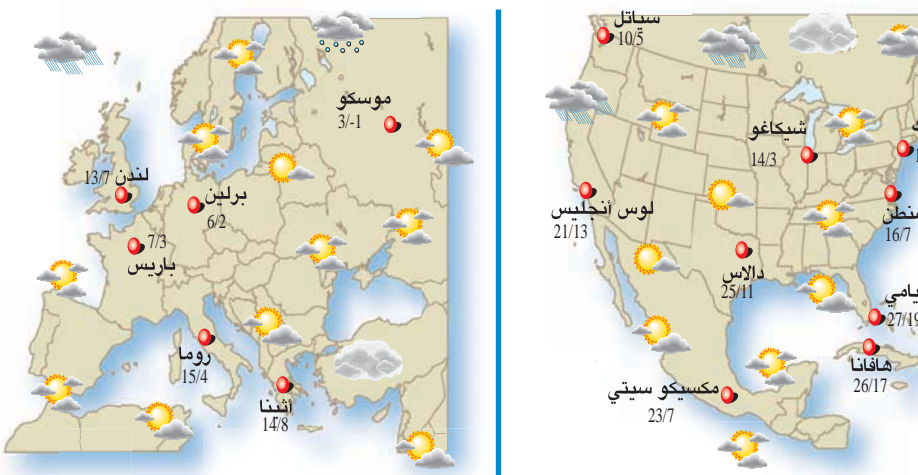 موسكو
3/-1
لندن 13/7
برلين
6/2
7/3
باريس
روما
15/4
أثينا
14/8
سياتل
10/5
شيكاغو
14/3
لوس أنجليس
21/13
16/7
دالاس
25/11
27/19
هافانا
26/17
مكسيكو سيتي
23/7